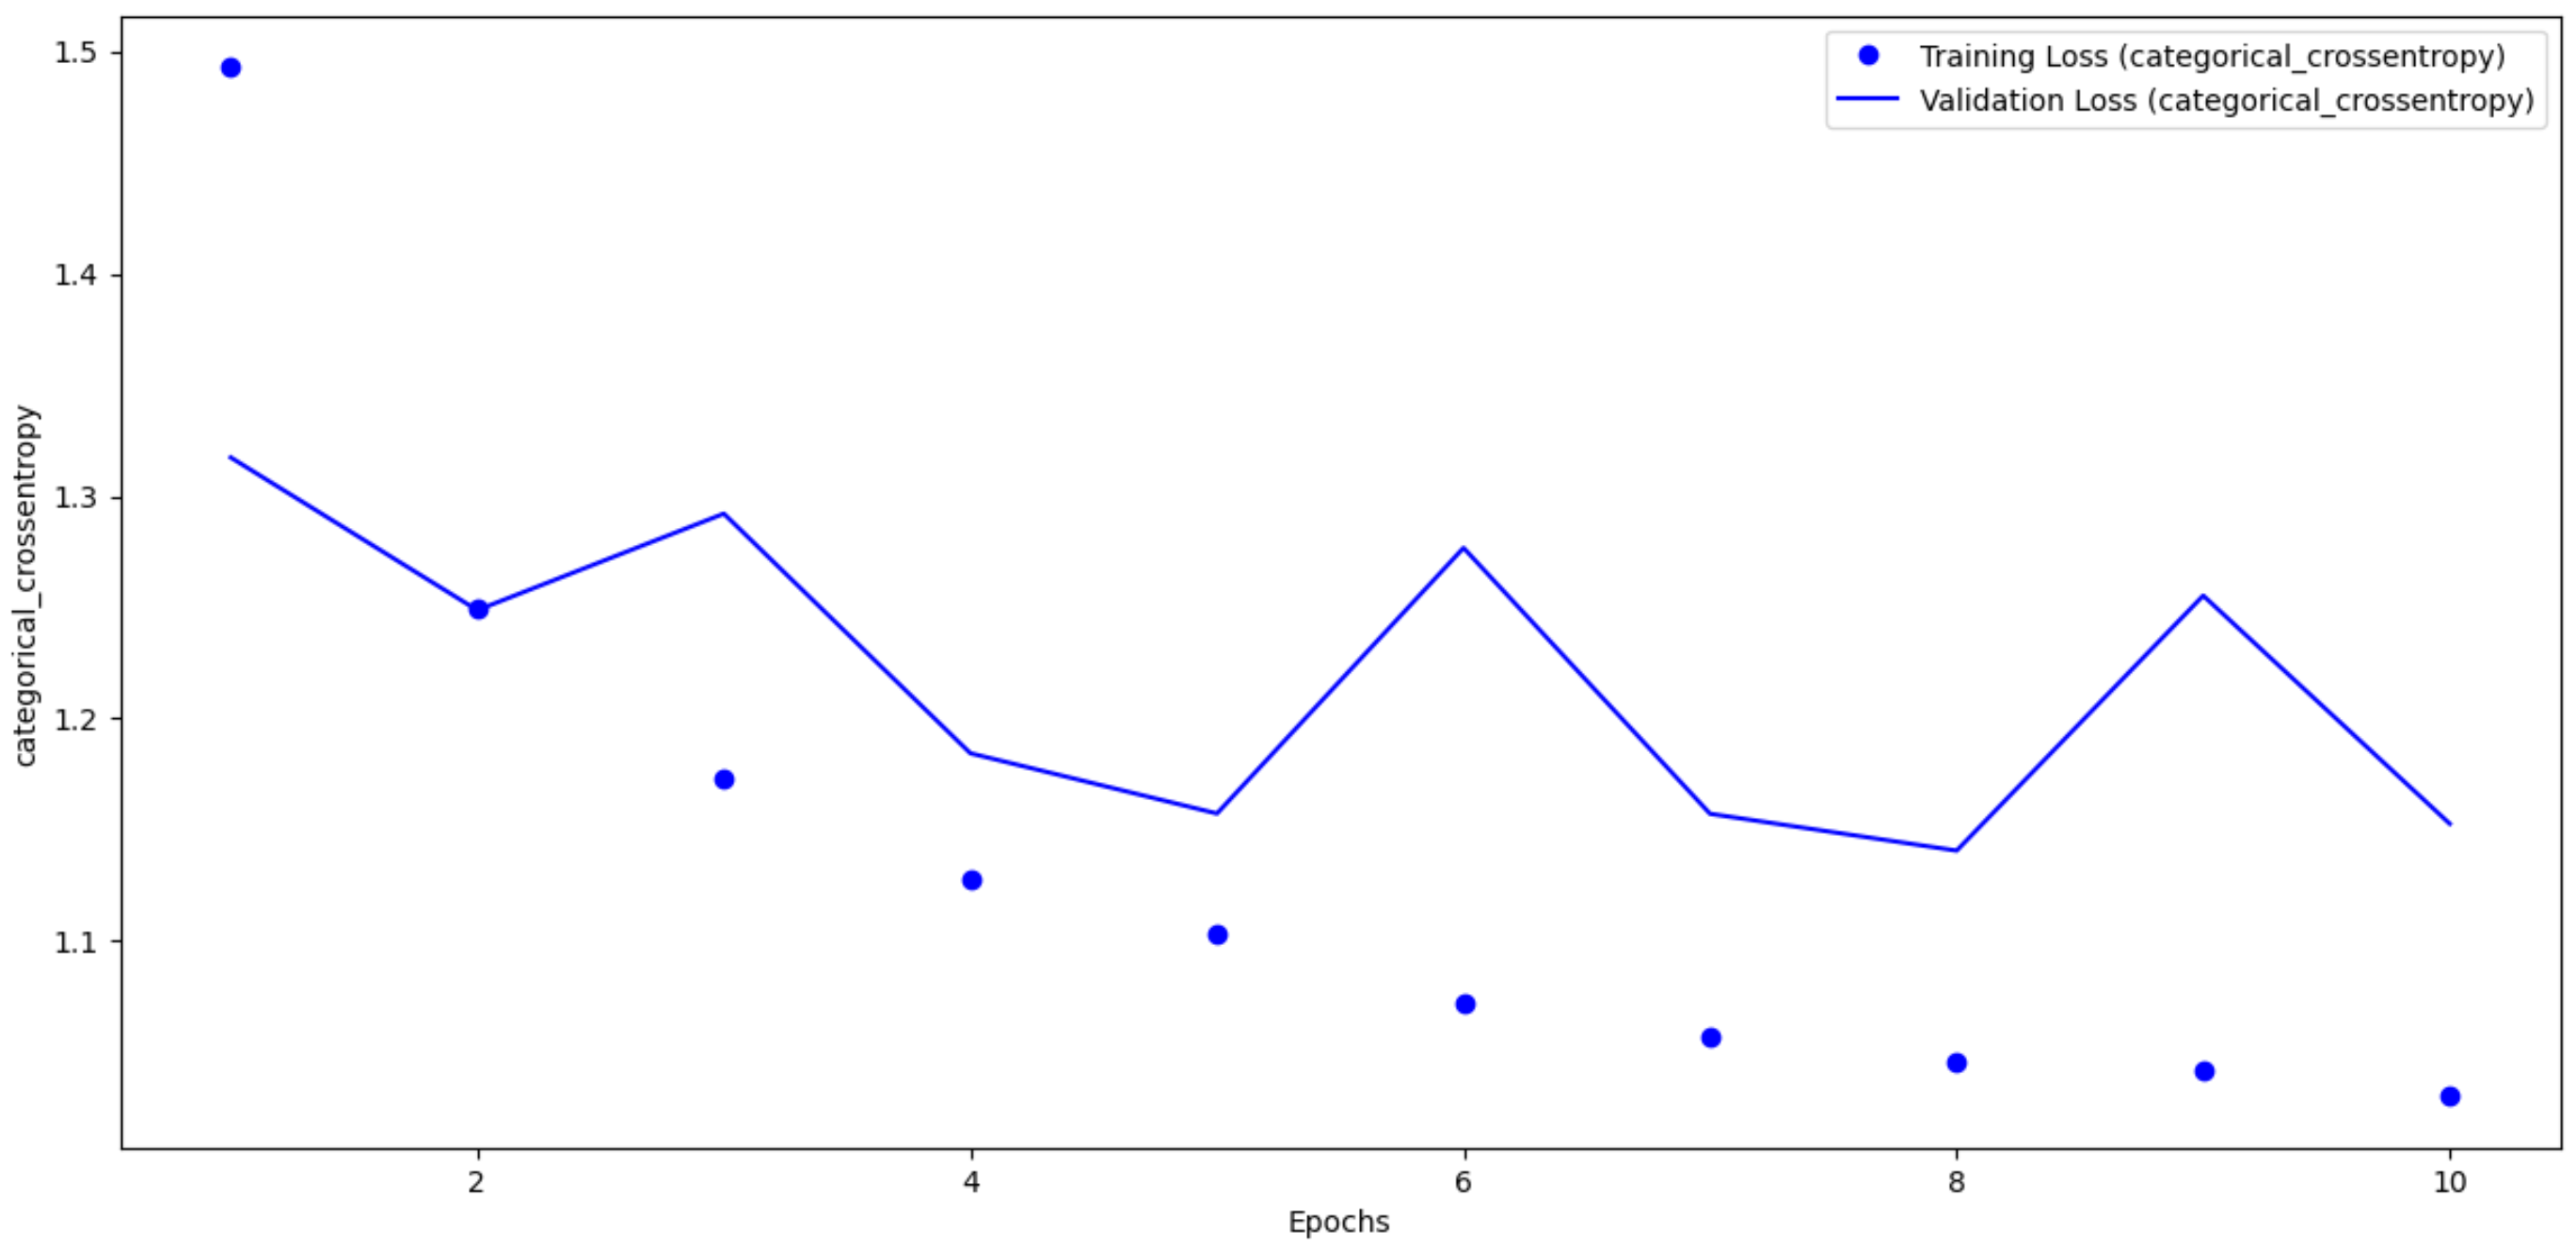 Training Loss (categorical_crossentropy)
Validation Loss (categorical_crossentropy)
categorical_crossentropy
1.5
1.4
1.3
1.2
1.1
2 4 6 8 10
Epochs